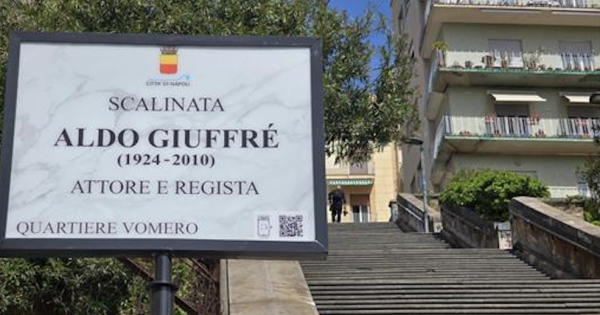 CITTÀ DI NAPOLI
SCALINATA
ALDO GIUFFRÉ
(1924-2010)
ATTORE E REGISTA
QUARTIERE VOMERO